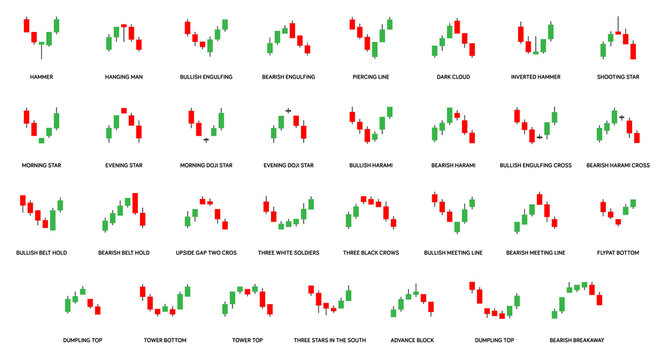 HAMMER
HANGING MAN
BULLISH ENGULFING
BEARISH ENGULFING
PIERCING LINE
DARK CLOUD
INVERTED HAMMER
SHOOTING STAR
MORNING STAR
EVENING STAR
MORNING DOJI STAR
EVENING DOJI STAR
BULLISH HARAMI
BEARISH HARAMI
BULLISH ENGULFING CROSS
BEARISH HARAMI CROSS
BULLISH BELT HOLD
BEARISH BELT HOLD
UPSIDE GAP TWO CROS
THREE WHITE SOLDIERS
THREE BLACK CROWS
BULLISH MEETING LINE
BEARISH MEETING LINE
FLYPAT BOTTOM
DUMPLING TOP
TOWER BOTTOM
TOWER TOP
THREE STARS IN THE SOUTH
ADVANCE BLOCK
DUMPLING TOP
BEARISH BREAKAWAY